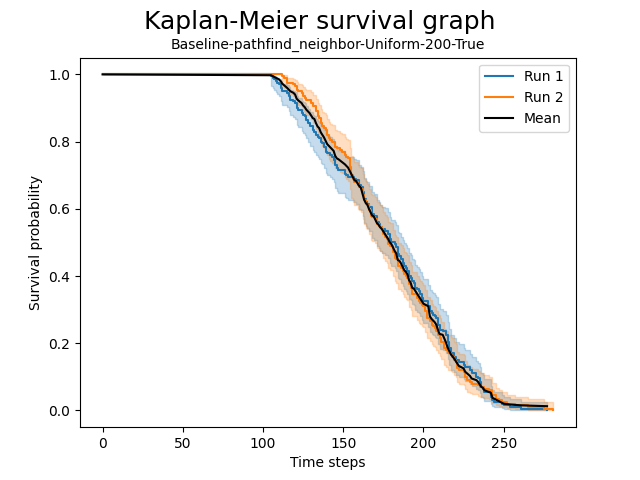 Kaplan-Meier survival graph
Baseline-pathfind_neighbor-Uniform-200-True
1.0
0.8
0.6
0.4
0.2
0.0
Survival probability
Run 1
Run 2
Mean
0
50
100
150
200
250
Time steps